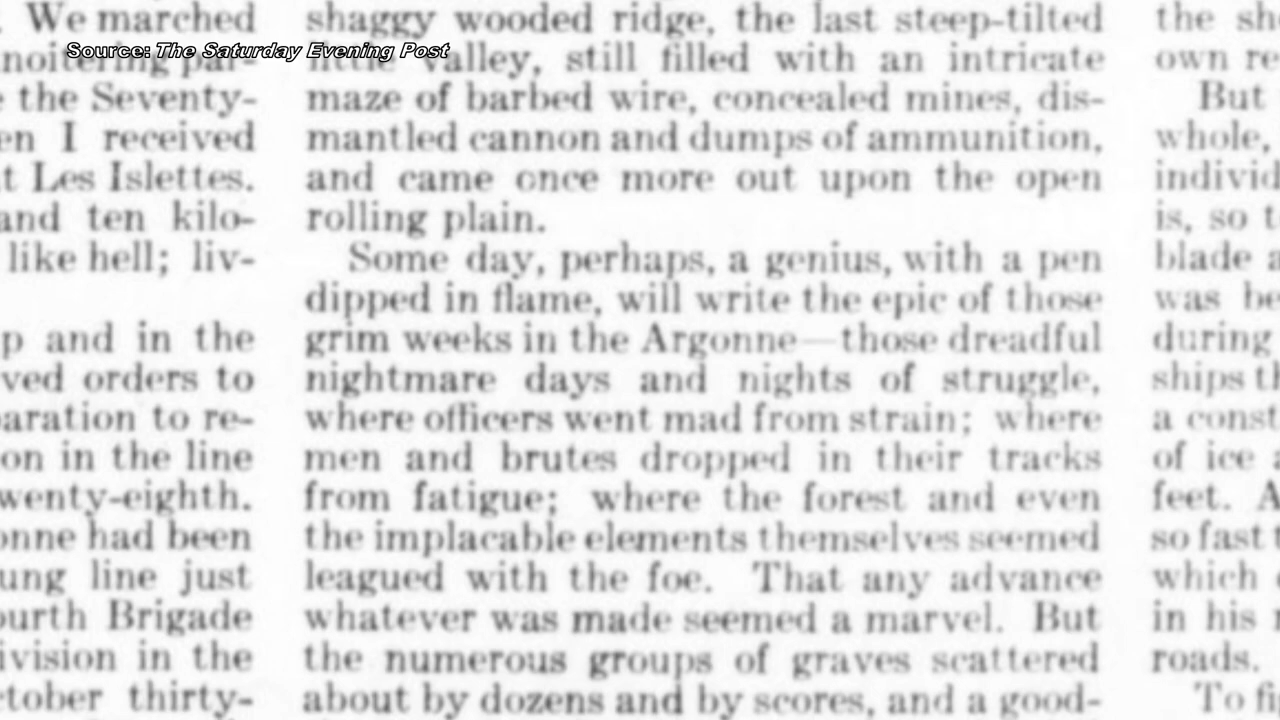 Source: The Saturday Evening Post
We marched
noitering par-
the Seventy-
en I received
t Les Islettes.
and ten kilo-
like hell; liv-
p and in the
ved orders to
paration to re-
on in the line
wenty-eighth.
onne had been
ung line just
ourth Brigade
ivision in the
ctober thirty-
shaggy wooded ridge, the last steep-tilted
little valley, still filled with an intricate
maze of barbed wire, concealed mines, dis-
mantled cannon and dumps of ammunition,
and came once more out upon the open
rolling plain.
Some day, perhaps, a genius, with a pen
dipped in flame, will write the epic of those
grim weeks in the Argonne—those dreadful
nightmare days and nights of struggle,
where officers went mad from strain; where
men and brutes dropped in their tracks
from fatigue; where the forest and even
the implacable elements themselves seemed
leagued with the foe. That any advance
whatever was made seemed a marvel. But
the numerous groups of graves scattered
about by dozens and by scores, and a good-
the sh
own re
But
whole,
individ
is, so t
blade a
was be
during
ships th
a const
of ice a
feet. A
so fast t
which
in his
roads.
To fi